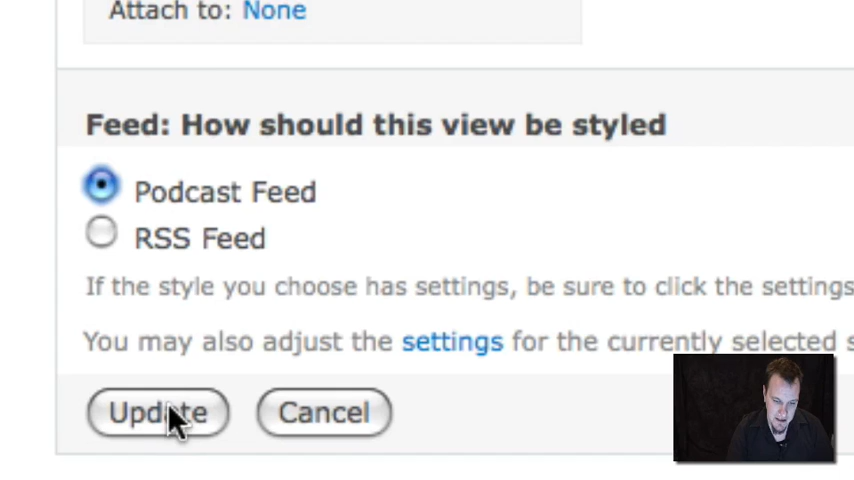 Attach to: None
Feed: How should this view be styled
Podcast Feed
RSS Feed
If the style you choose has settings, be sure to click the settings
You may also adjust the settings for the currently selected s
Update Cancel